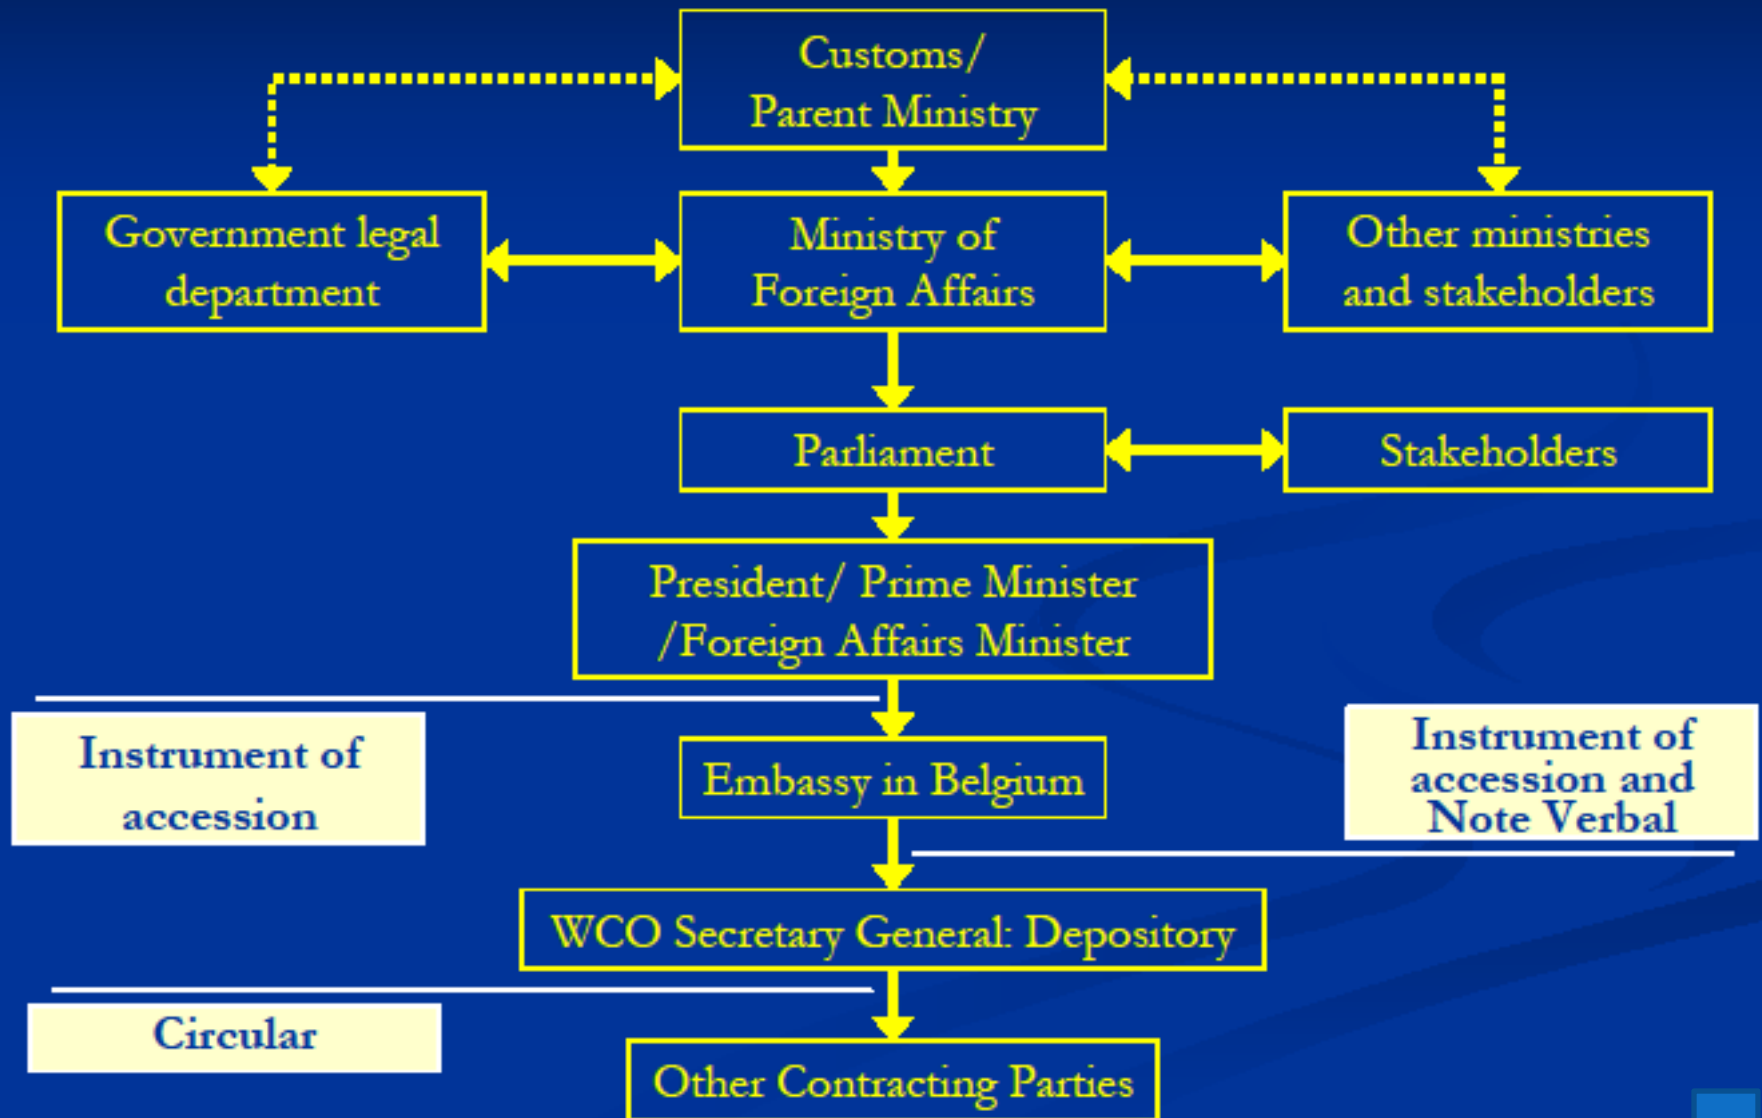 Customs/
Parent Ministry
Government legal
department
Ministry of
Foreign Affairs
Other ministries
and stakeholders
Parliament
Stakeholders
President/ Prime Minister
/Foreign Affairs Minister
Instrument of
accession
Embassy in Belgium
Instrument of
accession and
Note Verbal
WCO Secretary General: Depository
Circular
Other Contracting Parties